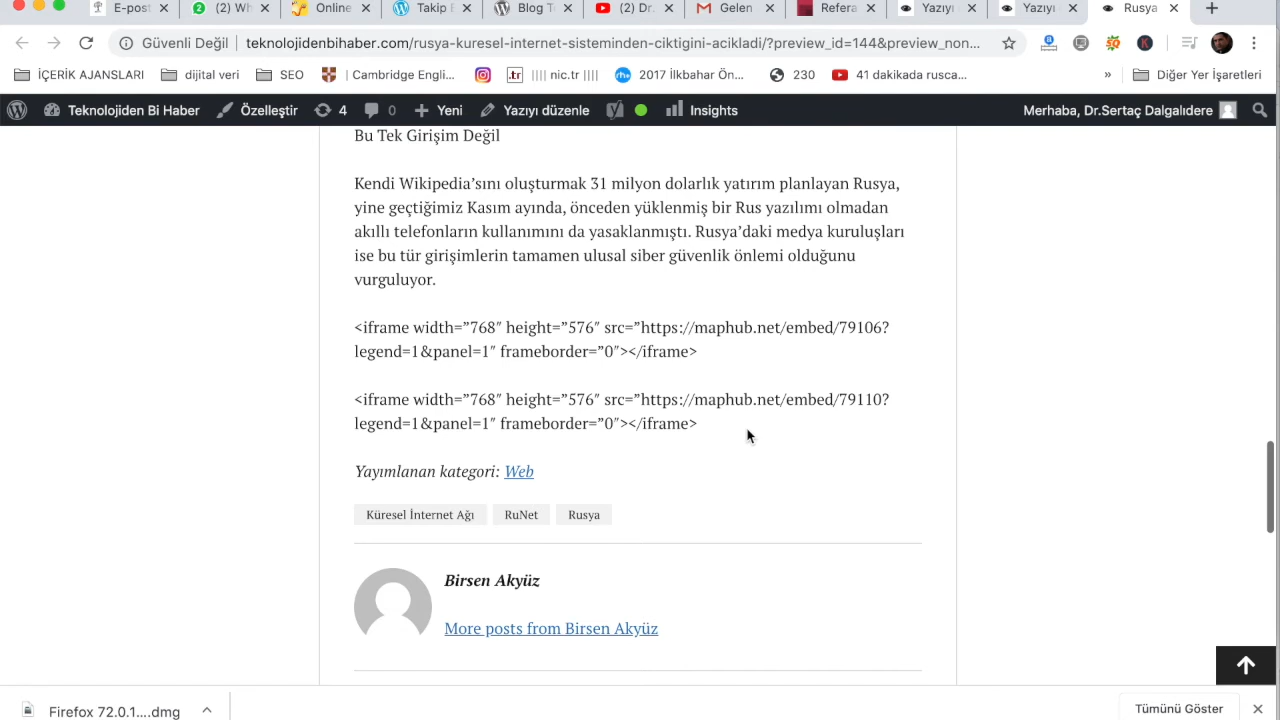 E-post
(2) Wh
Online
Takip E
Blog T
(2) Dr.
Gelen
Refera
Yazıyı
Yazıyı
Rusya
Güvenli Değil | teknolojidenbihaber.com/rusya-kuresel-internet-sisteminden-ciktigini-acikladi/?preview_id=144&preview_non...
İÇERİK AJANSLARI
dijital veri
SEO
| Cambridge Engli...
.tr |||| nic.tr ||||
rhe 2017 İlkbahar Ön...
230
41 dakikada rusca...
»
Diğer Yer İşaretleri
Teknolojiden Bi Haber
Özelleştir
4
0
Yeni
Yazıyı düzenle
Insights
Merhaba, Dr.Sertaç Dalgalıdere
Bu Tek Girişim Değil
Kendi Wikipedia’sını oluşturmak 31 milyon dolarlık yatırım planlayan Rusya,
yine geçtiğimiz Kasım ayında, önceden yüklenmiş bir Rus yazılımı olmadan
akıllı telefonların kullanımını da yasaklanmıştı. Rusya’daki medya kuruluşları
ise bu tür girişimlerin tamamen ulusal siber güvenlik önlemi olduğunu
vurguluyor.
<iframe width=”768″ height=”576″ src=”https://maphub.net/embed/79106?
legend=1&panel=1″ frameborder=”0″></iframe>
<iframe width=”768″ height=”576″ src=”https://maphub.net/embed/79110?
legend=1&panel=1″ frameborder=”0″></iframe>
Yayımlanan kategori: Web
Küresel İnternet Ağı
RuNet
Rusya
Birsen Akyüz
More posts from Birsen Akyüz
Firefox 72.0.1....dmg
Tümünü Göster